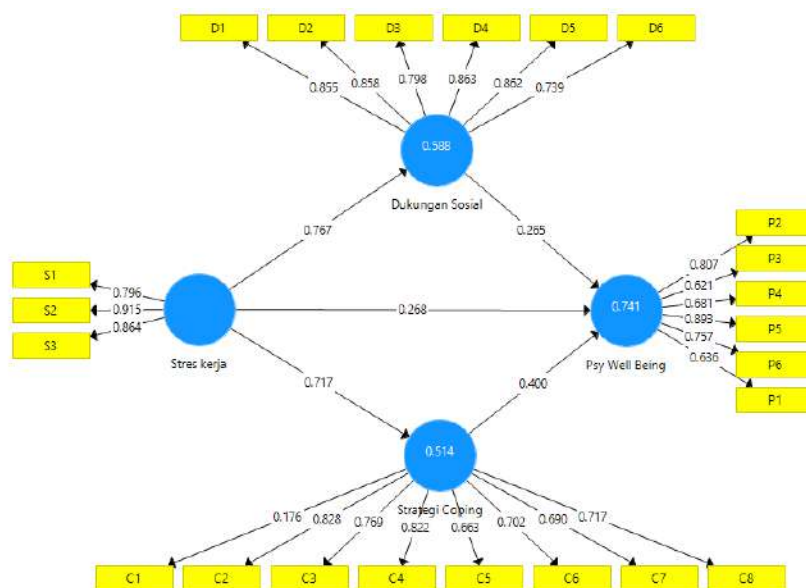 D1 D2 D3 D4 D5 D6
0.855 0.858 0.798 0.863 0.862 0.739
0.588
Dukungan Sosial
0.767 0.265
S1
S2
S3
0.796
0.915
0.864
Stres kerja
0.268
0.741
Psy Well Being
P2
P3
P4
P5
P6
P1
0.807
0.621
0.681
0.893
0.757
0.636
0.717 0.400
0.514
Strategi Coping
0.176 0.828 0.769 0.822 0.663 0.702 0.690 0.717
C1 C2 C3 C4 C5 C6 C7 C8